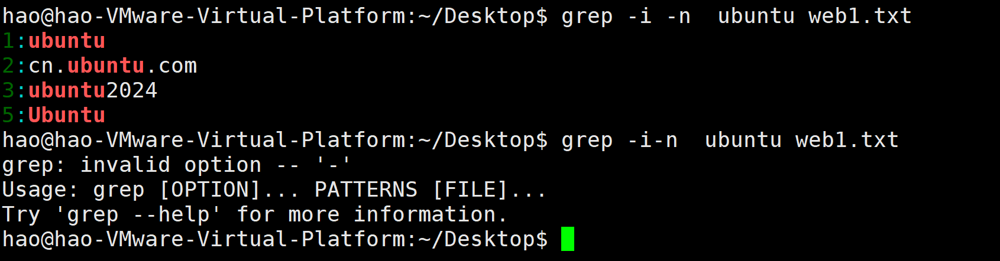 hao@hao-VMware-Virtual-Platform:~/Desktop$ grep -i -n  ubuntu web1.txt
1:ubuntu
2:cn.ubuntu.com
3:ubuntu2024
5:Ubuntu
hao@hao-VMware-Virtual-Platform:~/Desktop$ grep -i-n  ubuntu web1.txt
grep: invalid option -- '-'
Usage: grep [OPTION]... PATTERNS [FILE]...
Try 'grep --help' for more information.
hao@hao-VMware-Virtual-Platform:~/Desktop$